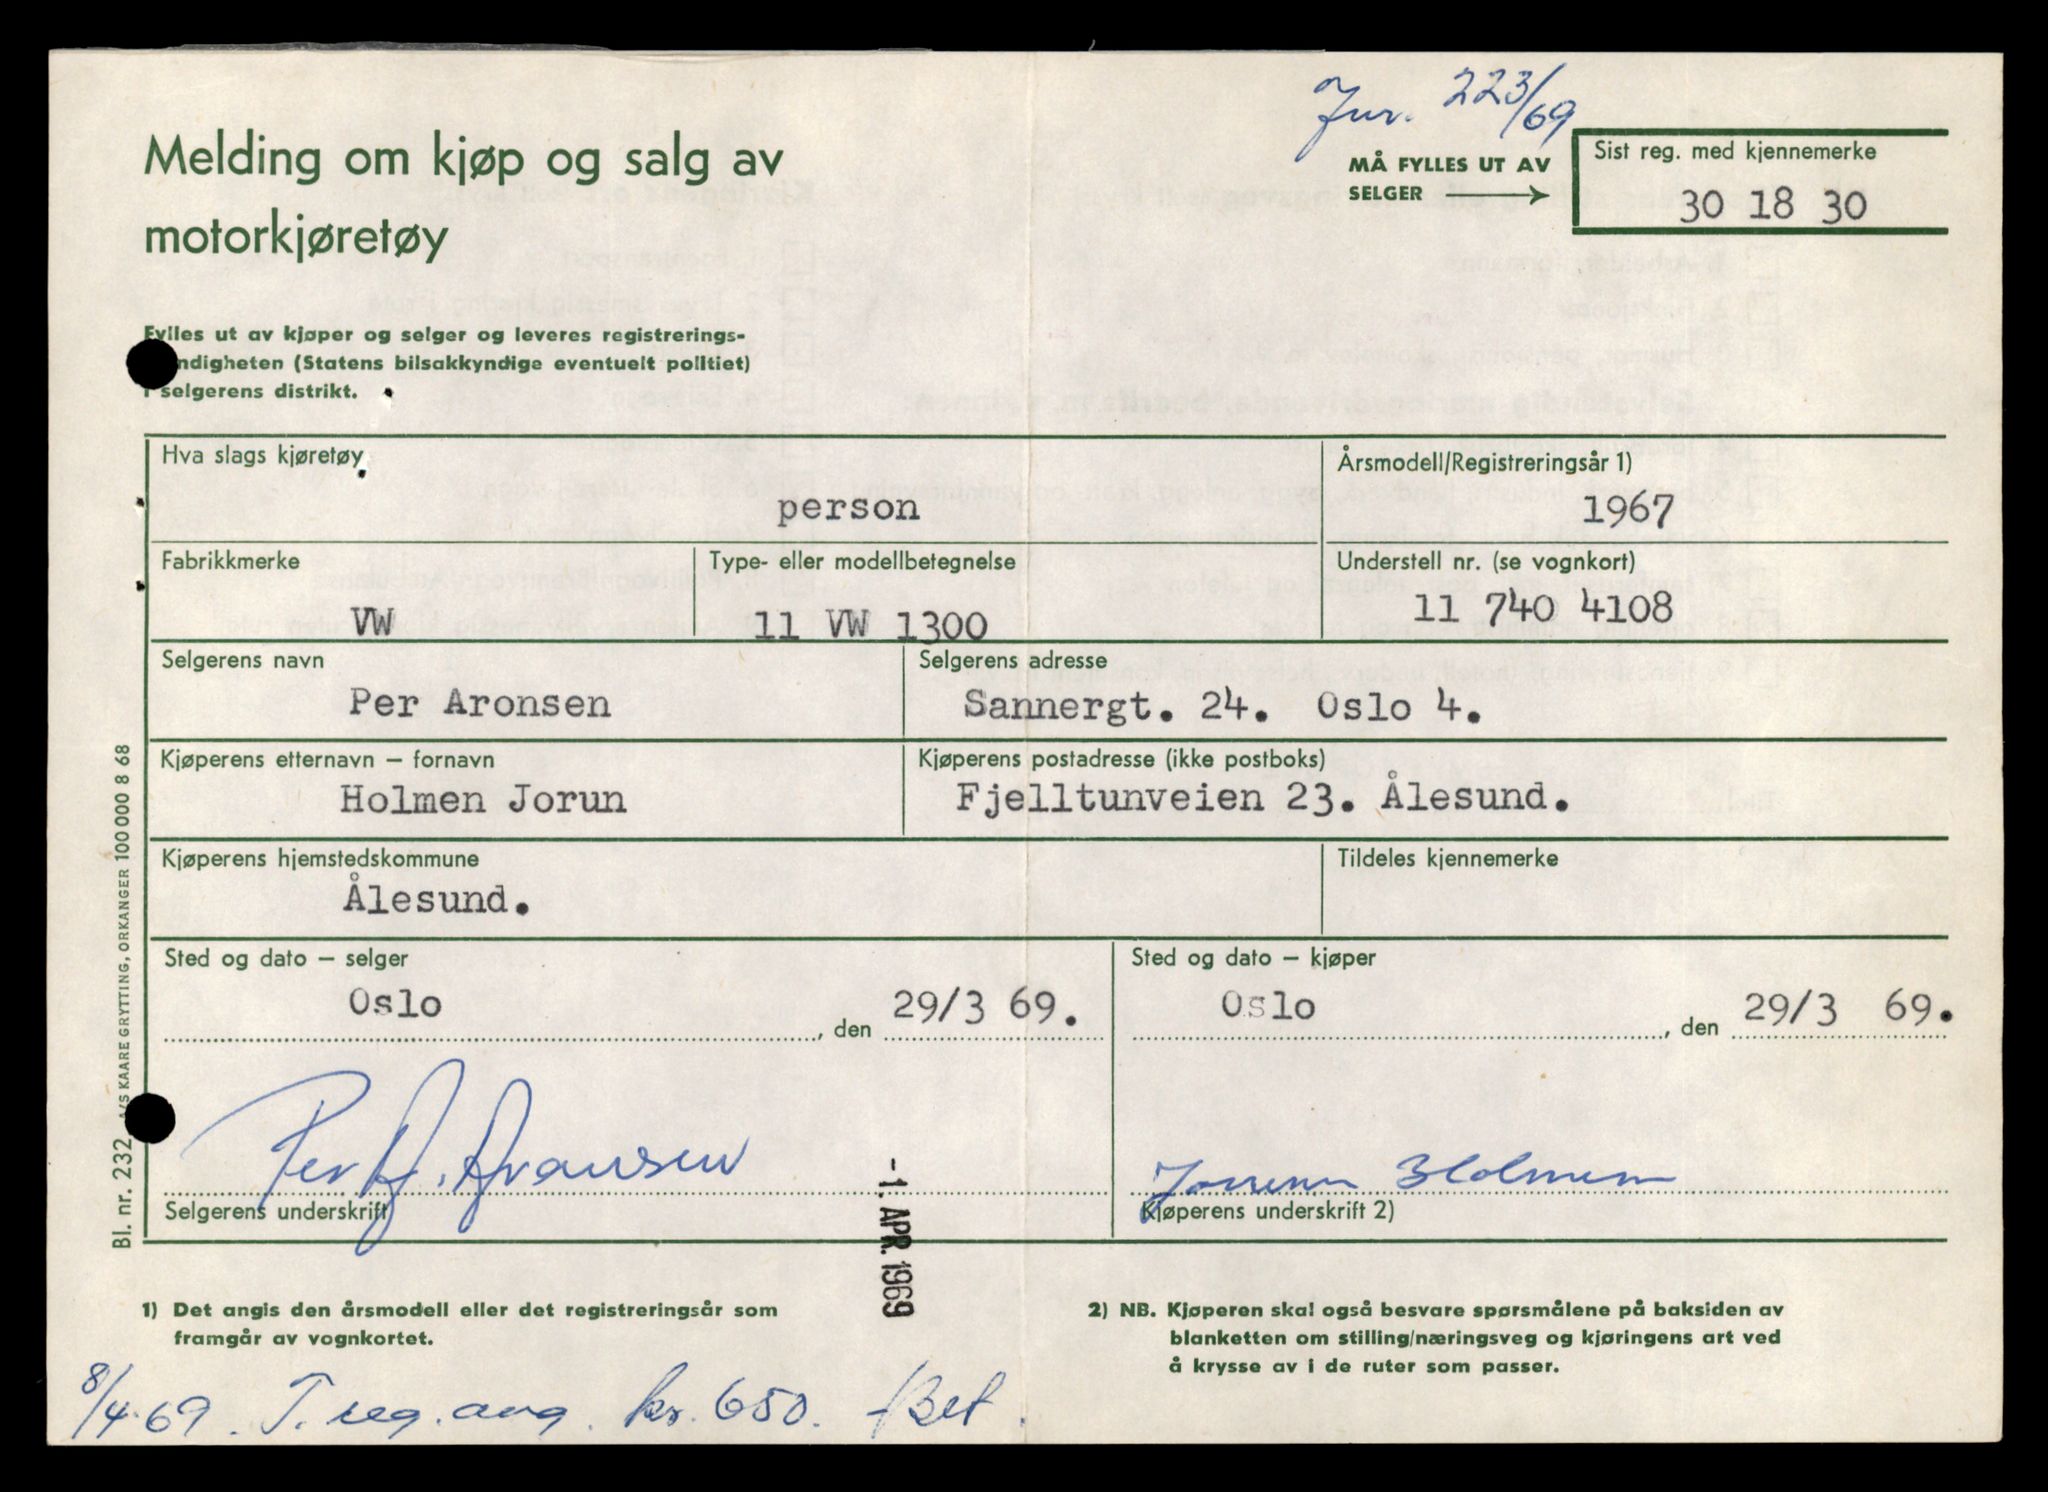 Jnr. 223/69
Melding om kjøp og salg av
motorkjøretøy
MÅ FYLLES UT AV
SELGER
Sist reg. med kjennemerke
30 18 30
Fylles ut av kjøper og selger og leveres registrerings-
ndigheten (Statens bilsakkyndige eventuelt politiet)
i selgerens distrikt.
Hva slags kjøretøy
Årsmodell/Registreringsår 1)
person
1967
Fabrikkmerke
Type- eller modellbetegnelse
Understell nr. (se vognkort)
VW
11 VW 1300
11 740 4108
Selgerens navn
Selgerens adresse
Per Aronsen
Sannergt. 24. Oslo 4.
Kjøperens etternavn – fornavn
Kjøperens postadresse (ikke postboks)
Holmen Jorun
Fjelltunveien 23. Ålesund.
Kjøperens hjemstedskommune
Tildeles kjennemerke
Ålesund.
Sted og dato – selger
Sted og dato – kjøper
Oslo , den 29/3 69.
Oslo , den 29/3 69.
Per A. Aronsen
Jorunn Holmen
Selgerens underskrift
Kjøperens underskrift 2)
-1. APR. 1969
1) Det angis den årsmodell eller det registreringsår som
framgår av vognkortet.
2) NB. Kjøperen skal også besvare spørsmålene på baksiden av
blanketten om stilling/næringsveg og kjøringens art ved
å krysse av i de ruter som passer.
8/4.69. T. reg. avg. kr. 650. Bet.
Bl. nr. 232 A/S KAARE GRYTTING, ORKANGER 100 000 8 68